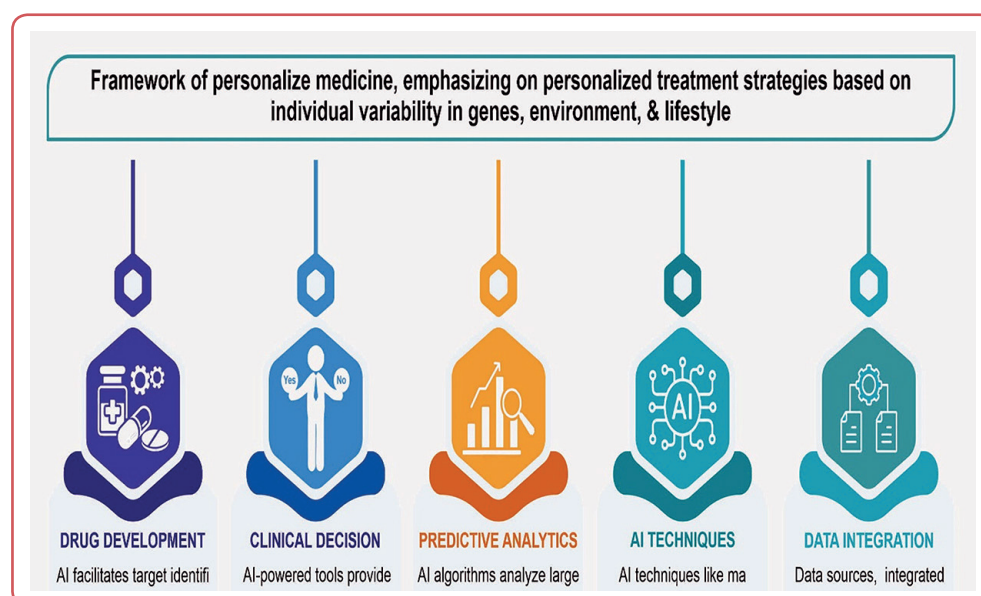 Framework of personalize medicine, emphasizing on personalized treatment strategies based on
individual variability in genes, environment, & lifestyle
Yes
No
AI
DRUG DEVELOPMENT
CLINICAL DECISION
PREDICTIVE ANALYTICS
AI TECHNIQUES
DATA INTEGRATION
AI facilitates target identifi
AI-powered tools provide
AI algorithms analyze large
AI techniques like ma
Data sources, integrated